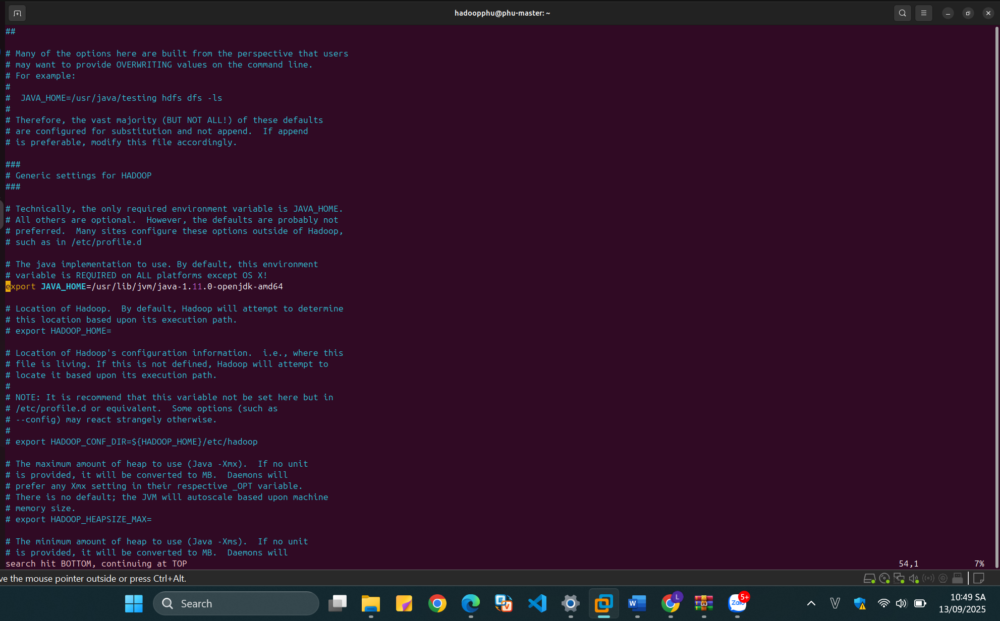 hadoopphu@phu-master: ~
##
# Many of the options here are built from the perspective that users
# may want to provide OVERWRITING values on the command line.
# For example:
#
#  JAVA_HOME=/usr/java/testing hdfs dfs -ls
#
# Therefore, the vast majority (BUT NOT ALL!) of these defaults
# are configured for substitution and not append.  If append
# is preferable, modify this file accordingly.
###
# Generic settings for HADOOP
###
# Technically, the only required environment variable is JAVA_HOME.
# All others are optional.  However, the defaults are probably not
# preferred.  Many sites configure these options outside of Hadoop,
# such as in /etc/profile.d
# The java implementation to use. By default, this environment
# variable is REQUIRED on ALL platforms except OS X!
export JAVA_HOME=/usr/lib/jvm/java-1.11.0-openjdk-amd64
# Location of Hadoop.  By default, Hadoop will attempt to determine
# this location based upon its execution path.
# export HADOOP_HOME=
# Location of Hadoop's configuration information.  i.e., where this
# file is living. If this is not defined, Hadoop will attempt to
# locate it based upon its execution path.
#
# NOTE: It is recommend that this variable not be set here but in
# /etc/profile.d or equivalent.  Some options (such as
# --config) may react strangely otherwise.
#
# export HADOOP_CONF_DIR=${HADOOP_HOME}/etc/hadoop
# The maximum amount of heap to use (Java -Xmx).  If no unit
# is provided, it will be converted to MB.  Daemons will
# prefer any Xmx setting in their respective _OPT variable.
# There is no default; the JVM will autoscale based upon machine
# memory size.
# export HADOOP_HEAPSIZE_MAX=
# The minimum amount of heap to use (Java -Xms).  If no unit
# is provided, it will be converted to MB.  Daemons will
search hit BOTTOM, continuing at TOP 54,1 7%
ve the mouse pointer outside or press Ctrl+Alt.
Search
W
L
Zalo
5+
V
10:49 SA
13/09/2025